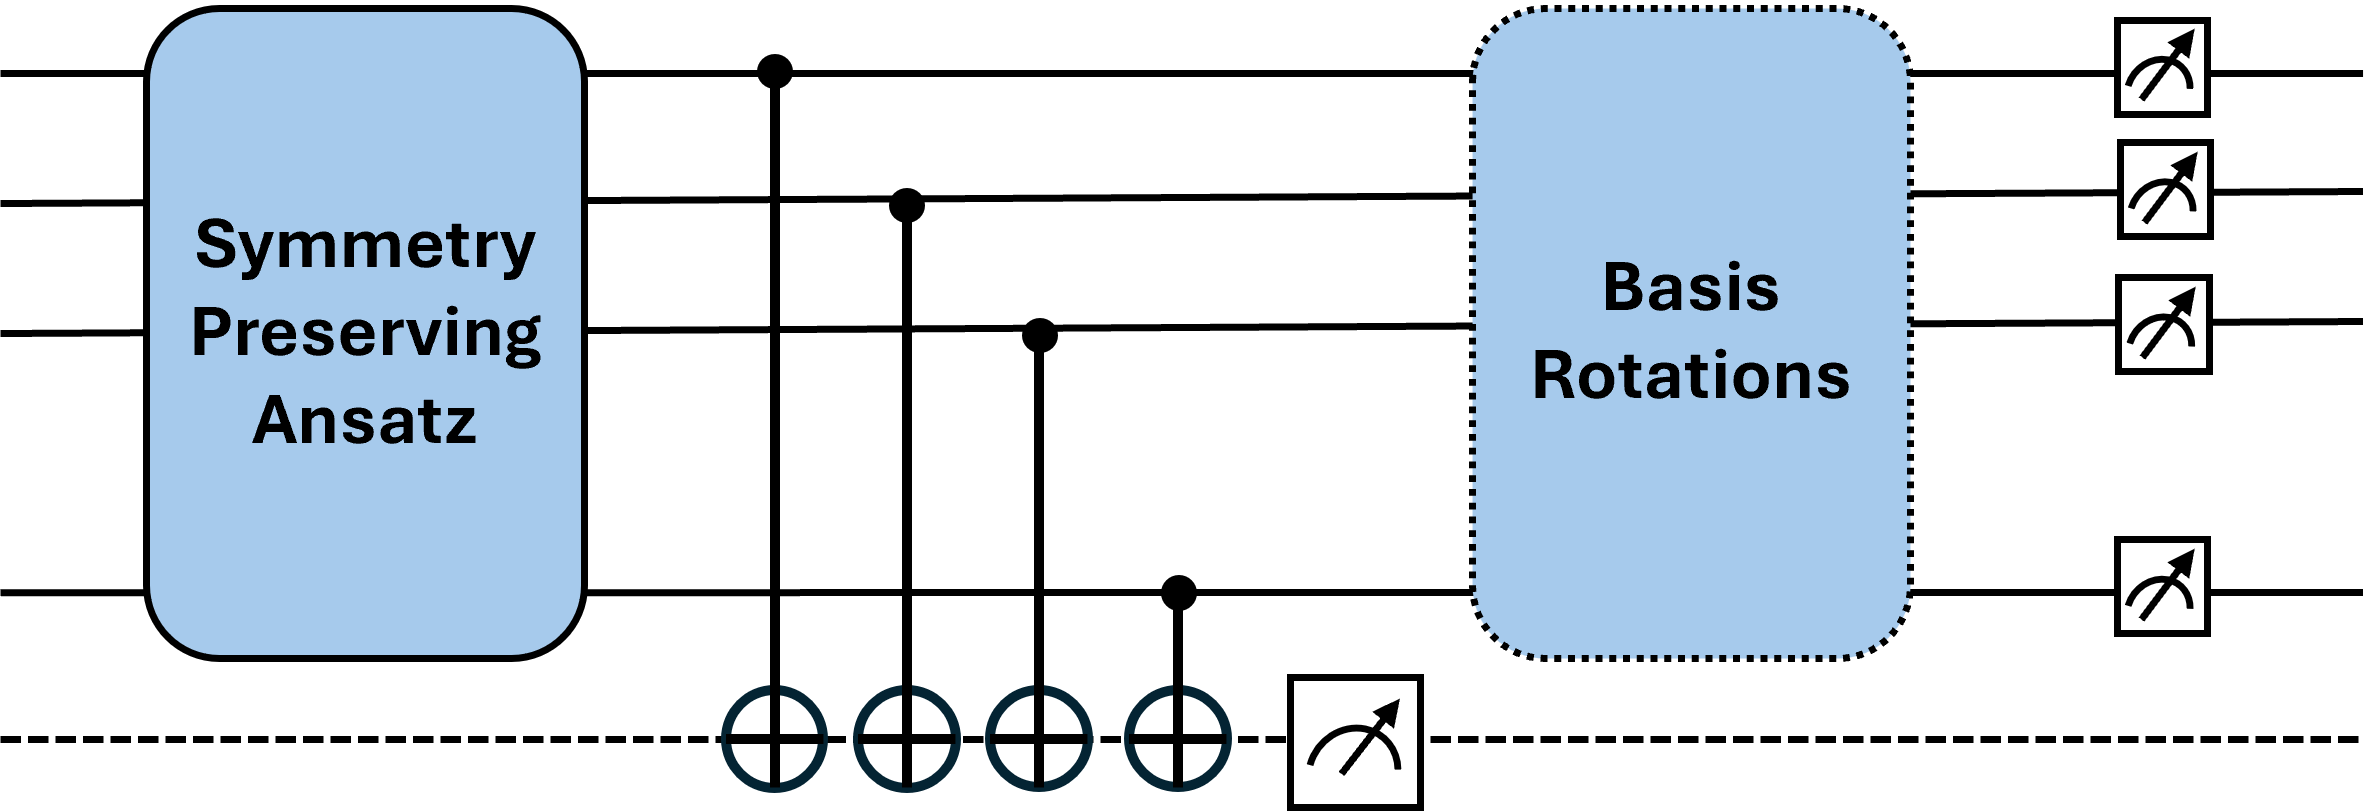 Symmetry
Preserving
Ansatz
Basis
Rotations